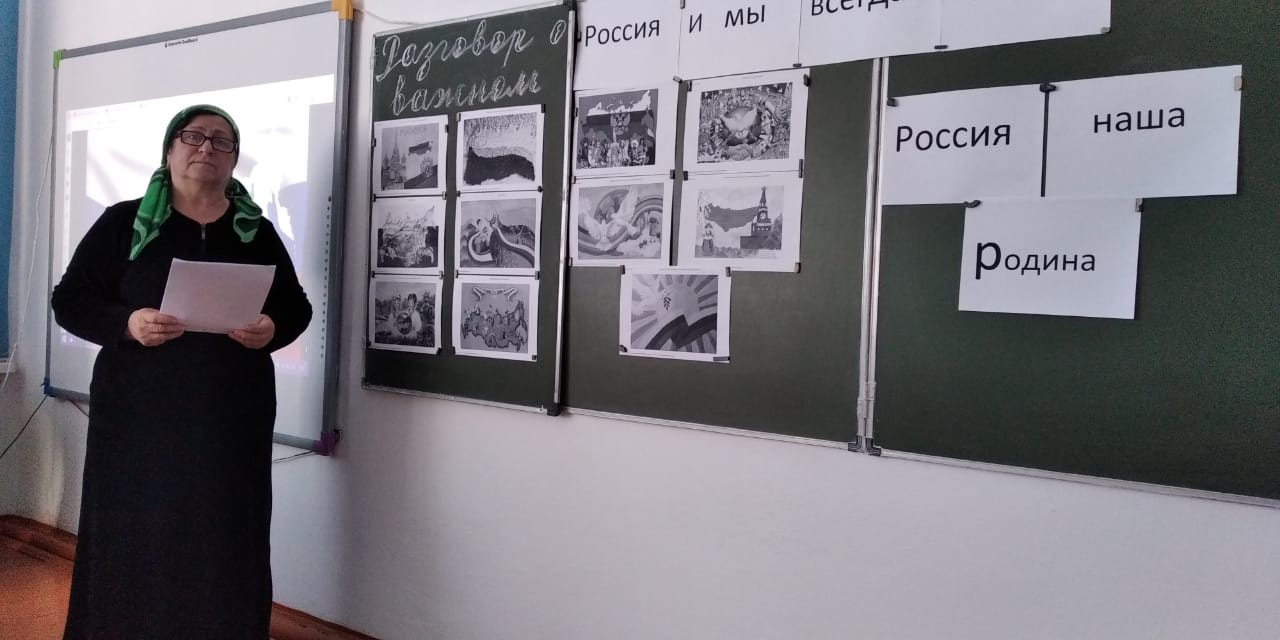 Разговор о
важном
Россия и мы
Россия наша
родина